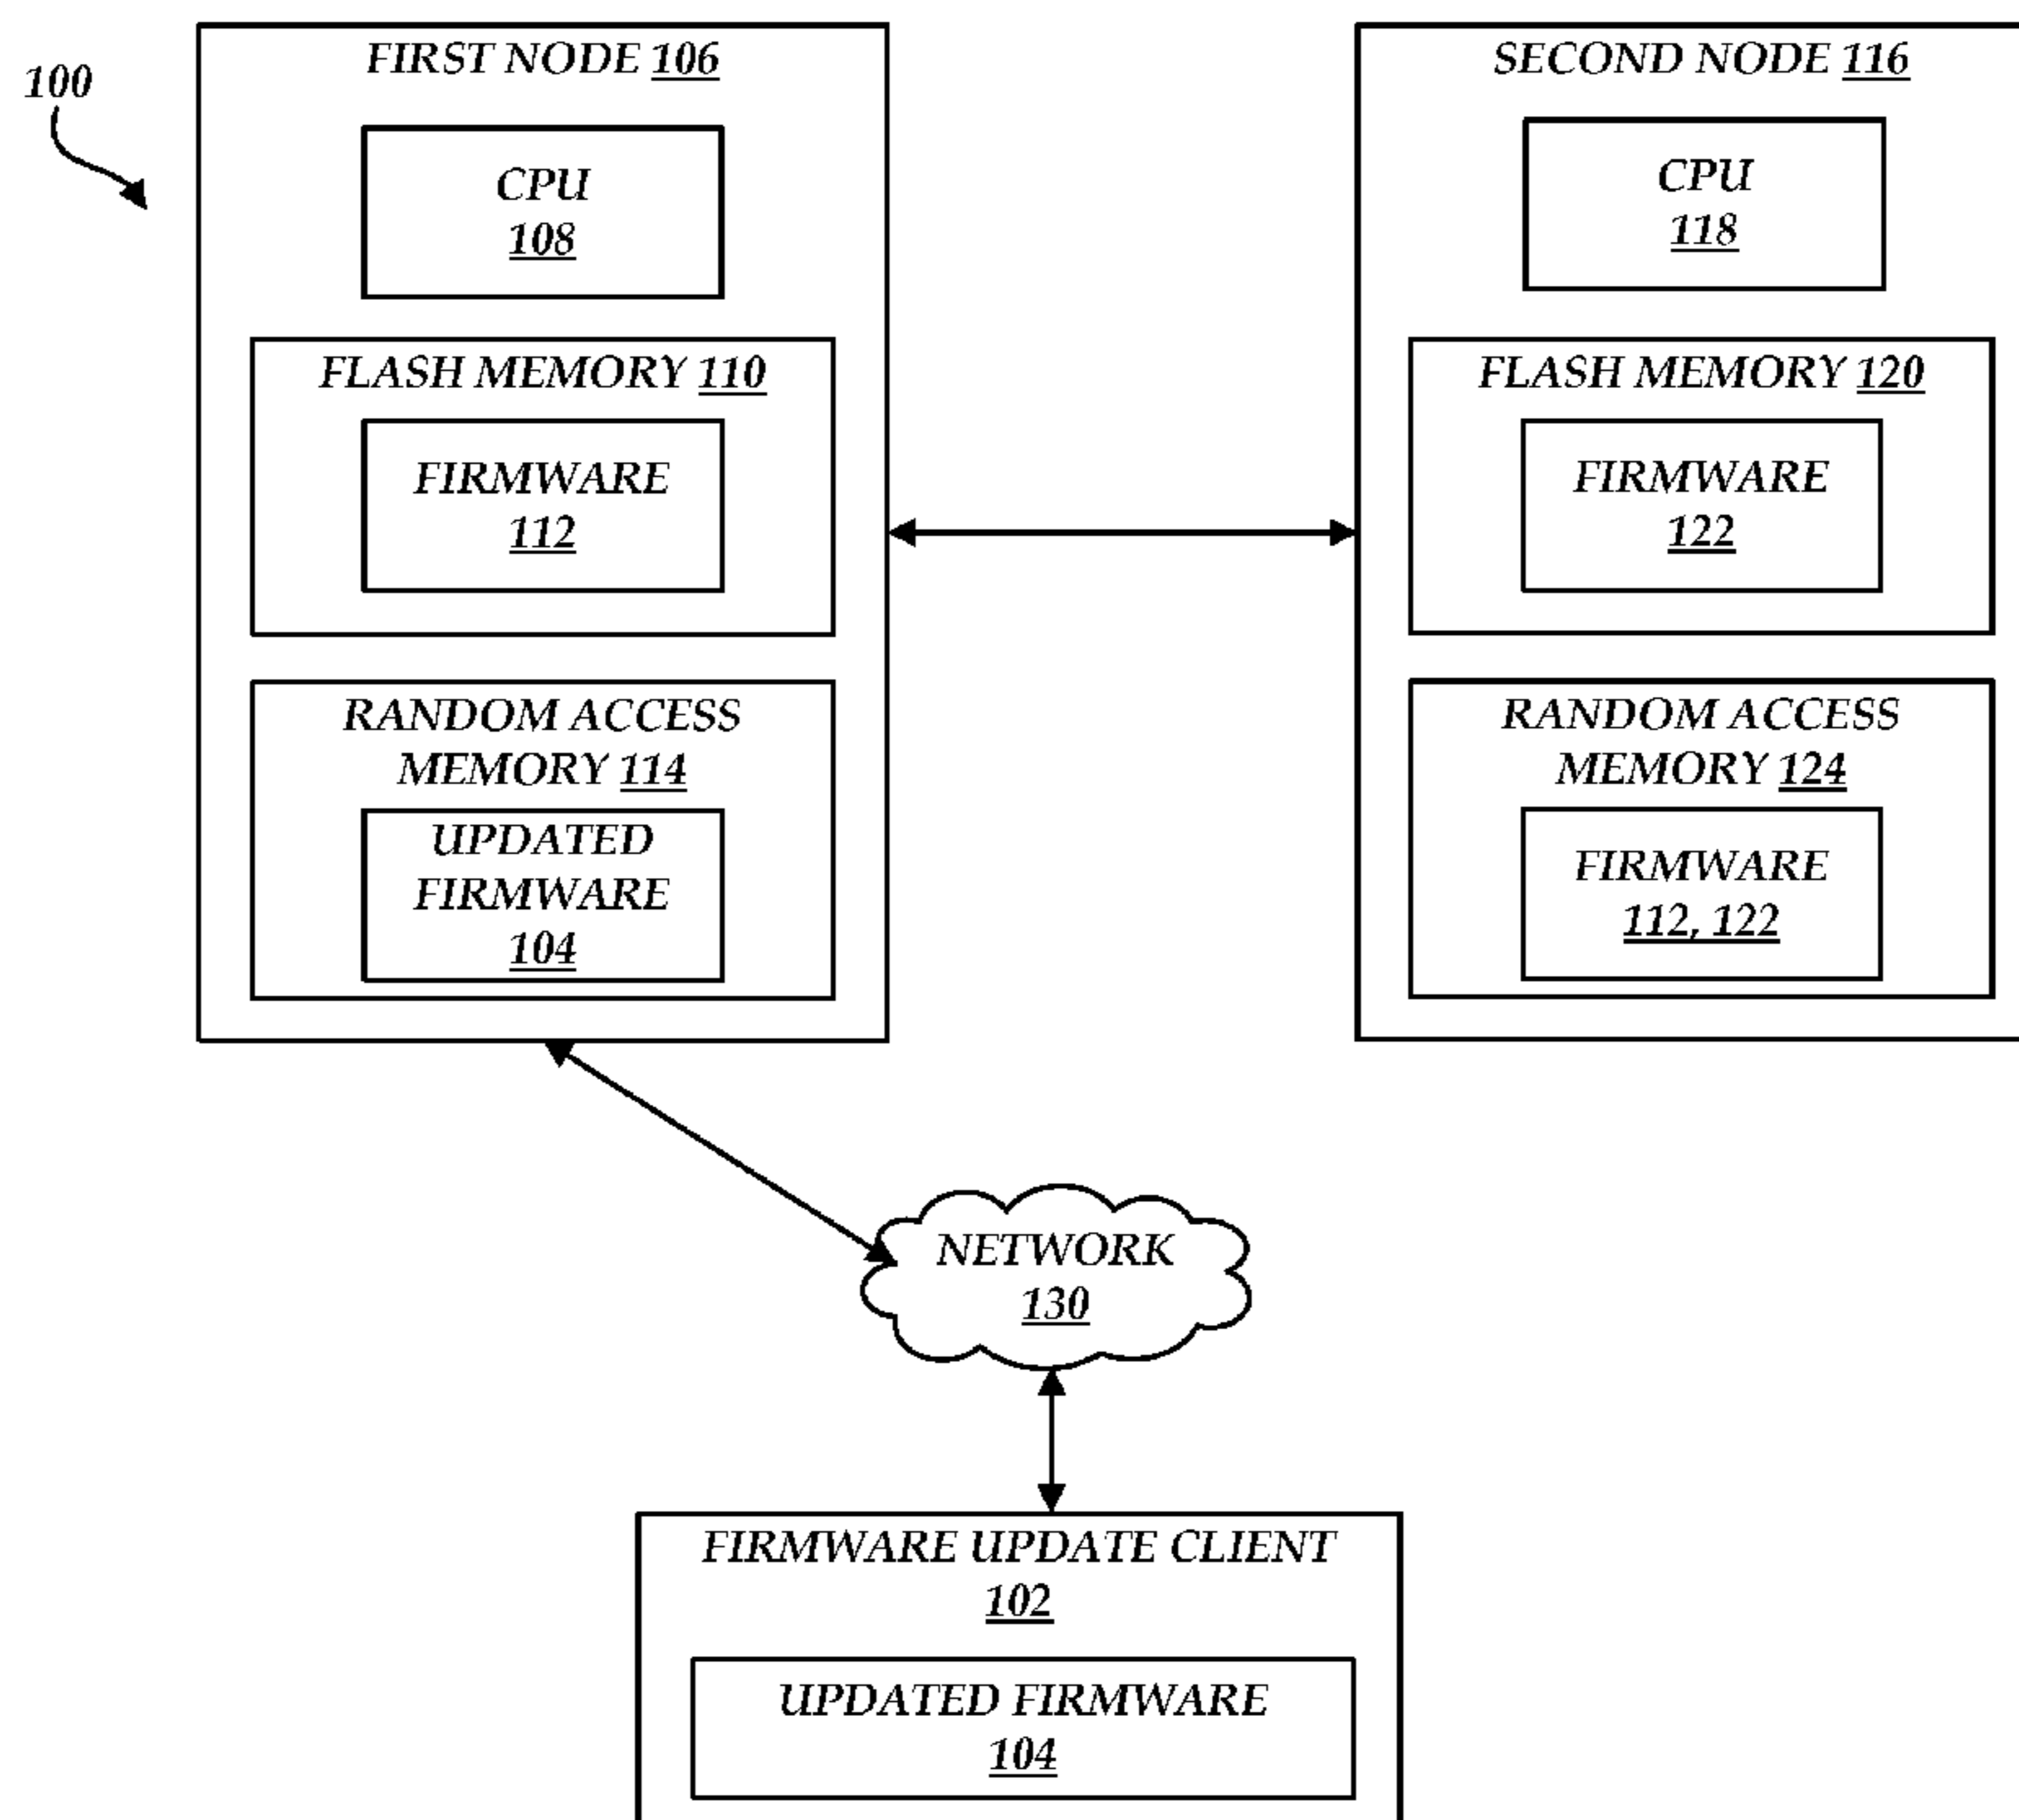 100
FIRST NODE 106
CPU
108
FLASH MEMORY 110
FIRMWARE
112
RANDOM ACCESS
MEMORY 114
UPDATED
FIRMWARE
104
SECOND NODE 116
CPU
118
FLASH MEMORY 120
FIRMWARE
122
RANDOM ACCESS
MEMORY 124
FIRMWARE
112, 122
NETWORK
130
FIRMWARE UPDATE CLIENT
102
UPDATED FIRMWARE
104